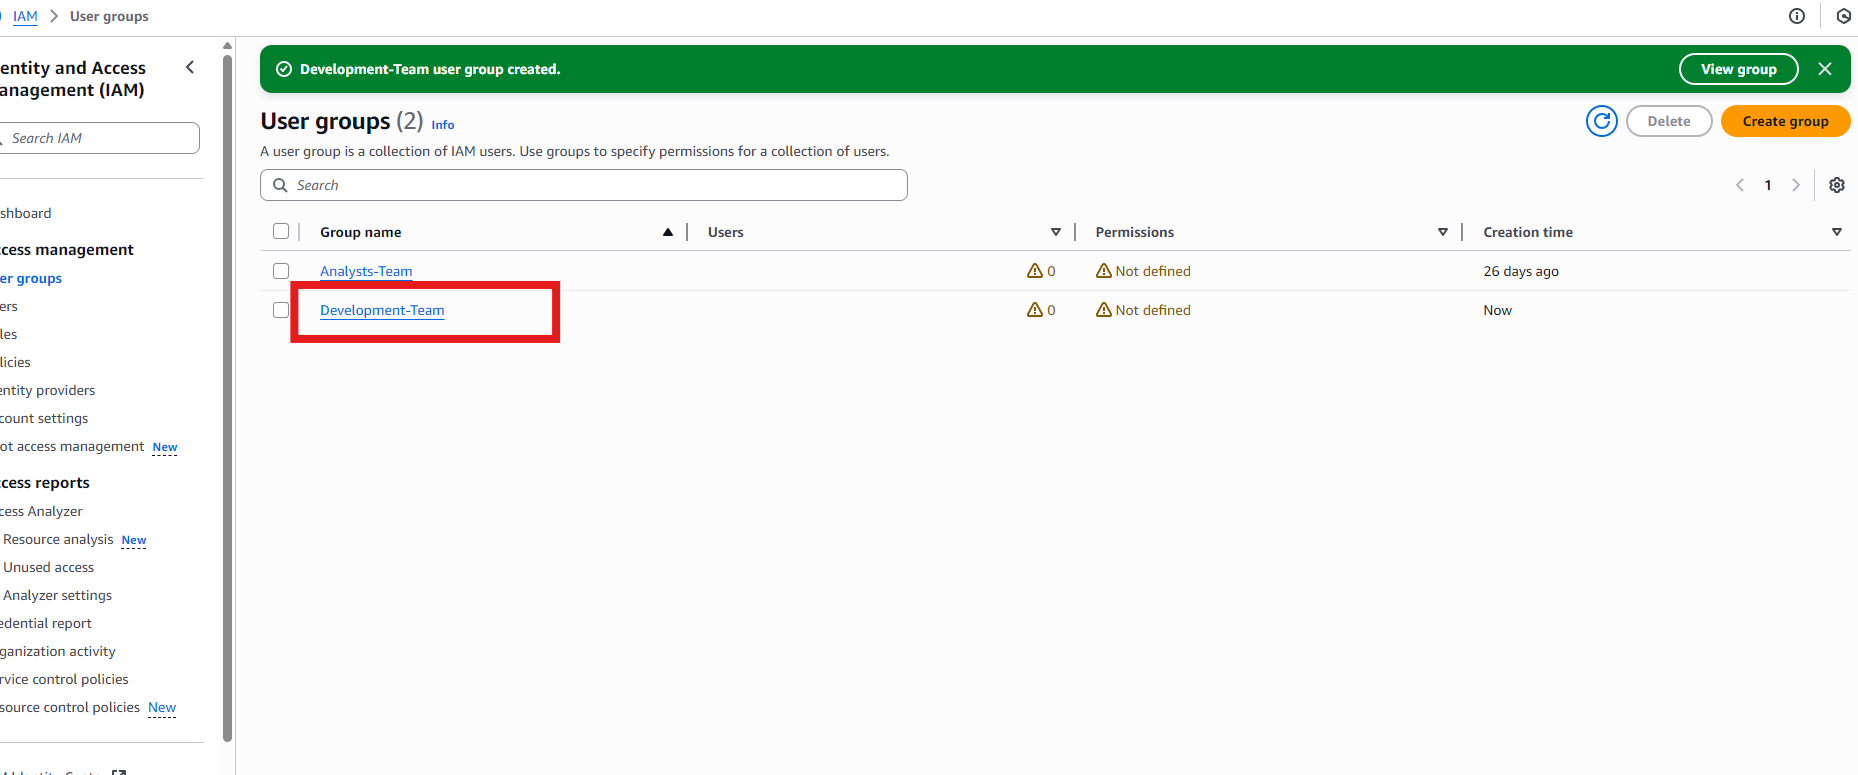 IAM > User groups
entity and Access
anagement (IAM)
Search IAM
shboard
ccess management
er groups
ers
les
licies
entity providers
count settings
ot access management New
ccess reports
cess Analyzer
Resource analysis New
Unused access
Analyzer settings
edential report
ganization activity
rvice control policies
source control policies New
Development-Team user group created.
View group
User groups (2) Info
Delete
Create group
A user group is a collection of IAM users. Use groups to specify permissions for a collection of users.
Search
1
Group name Users Permissions Creation time
Analysts-Team 0 Not defined 26 days ago
Development-Team 0 Not defined Now